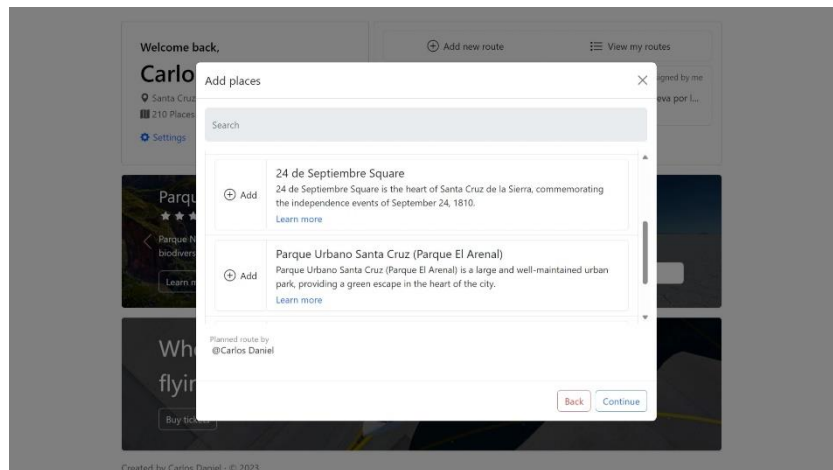 Welcome back,
Carlo
Santa Cruz
210 Places
Settings
Add new route
View my routes
igned by me
eva por l...
Add places
Search
24 de Septiembre Square
24 de Septiembre Square is the heart of Santa Cruz de la Sierra, commemorating
the independence events of September 24, 1810.
Learn more
Add
Parque Urbano Santa Cruz (Parque El Arenal)
Parque Urbano Santa Cruz (Parque El Arenal) is a large and well-maintained urban
park, providing a green escape in the heart of the city.
Learn more
Add
Planned route by
@Carlos Daniel
Back
Continue
Parqu
Parque N
biodivers
Learn m
Whe
flyin
Buy tick
Created by Carlos Daniel · © 2023